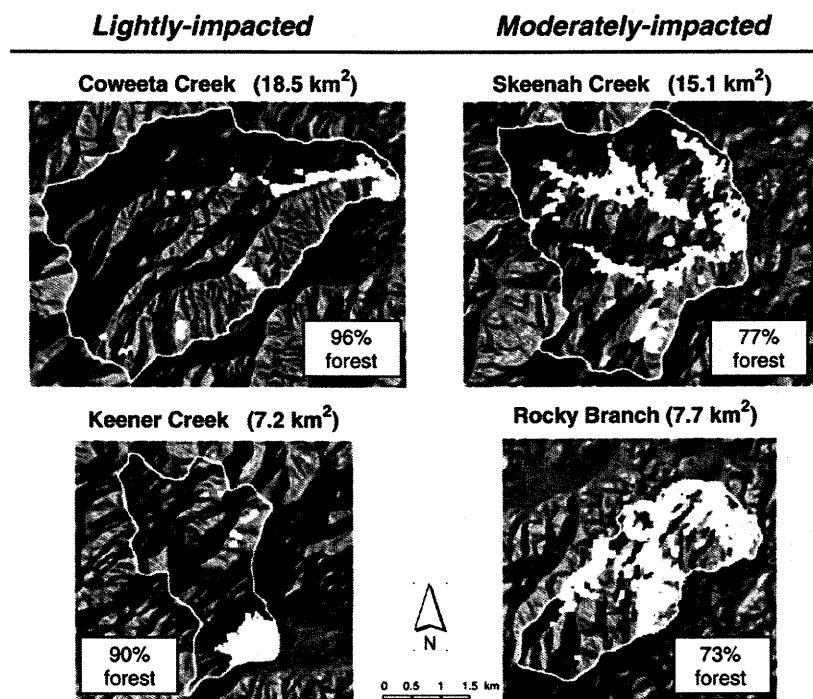 Lightly-impacted
Moderately-impacted
Coweeta Creek (18.5 km²)
Skeenah Creek (15.1 km²)
96%
forest
77%
forest
Keener Creek (7.2 km²)
Rocky Branch (7.7 km²)
90%
forest
N
0 0.5 1 1.5 km
73%
forest